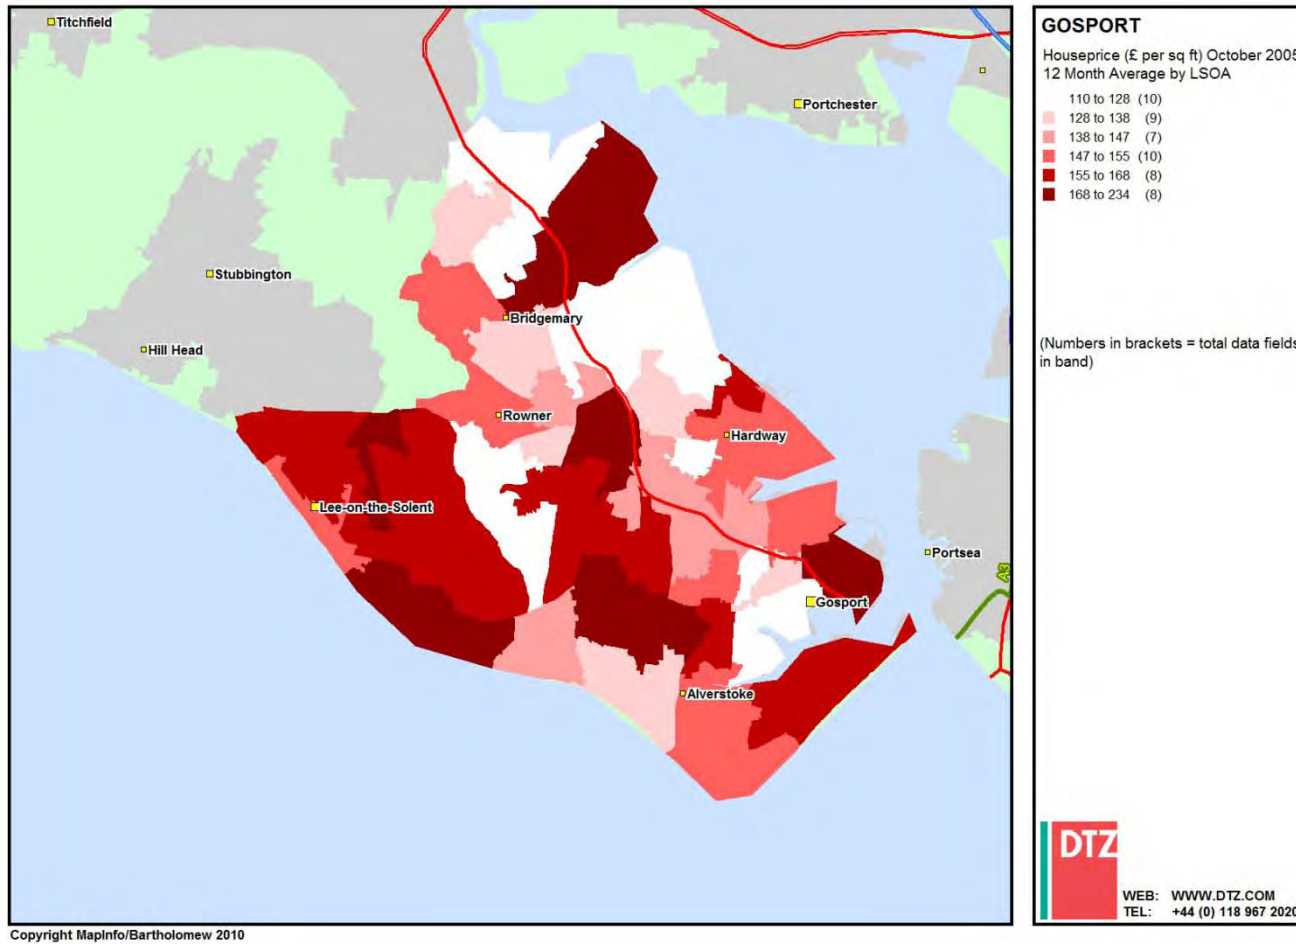 Titchfield
Portchester
Stubbington
Hill Head
Bridgemary
Rowner
Hardway
Lee-on-the-Solent
Portsea
A3
Gosport
Alverstoke
GOSPORT
Houseprice (£ per sq ft) October 2005
12 Month Average by LSOA
110 to 128 (10)
128 to 138 (9)
138 to 147 (7)
147 to 155 (10)
155 to 168 (8)
168 to 234 (8)
(Numbers in brackets = total data fields
in band)
DTZ
WEB: WWW.DTZ.COM
TEL: +44 (0) 118 967 2020
Copyright MapInfo/Bartholomew 2010